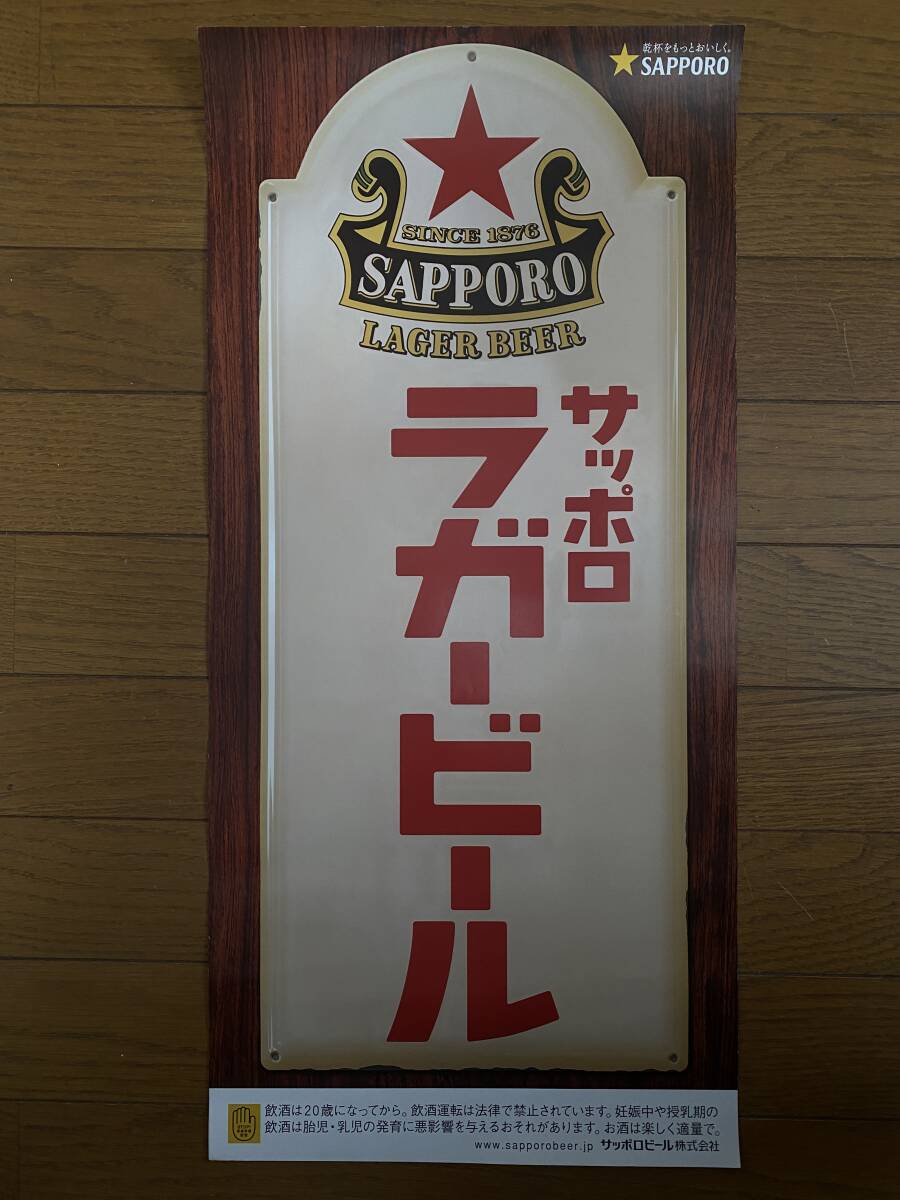 乾杯をもっとおいしく。
SAPPORO
SINCE 1876
SAPPORO
LAGER BEER
サッポロ
ラガービール
飲酒は20歳になってから。飲酒運転は法律で禁止されています。妊娠中や授乳期の
飲酒は胎児・乳児の発育に悪影響を与えるおそれがあります。お酒は楽しく適量で。
www.sapporobeer.jp サッポロビール株式会社